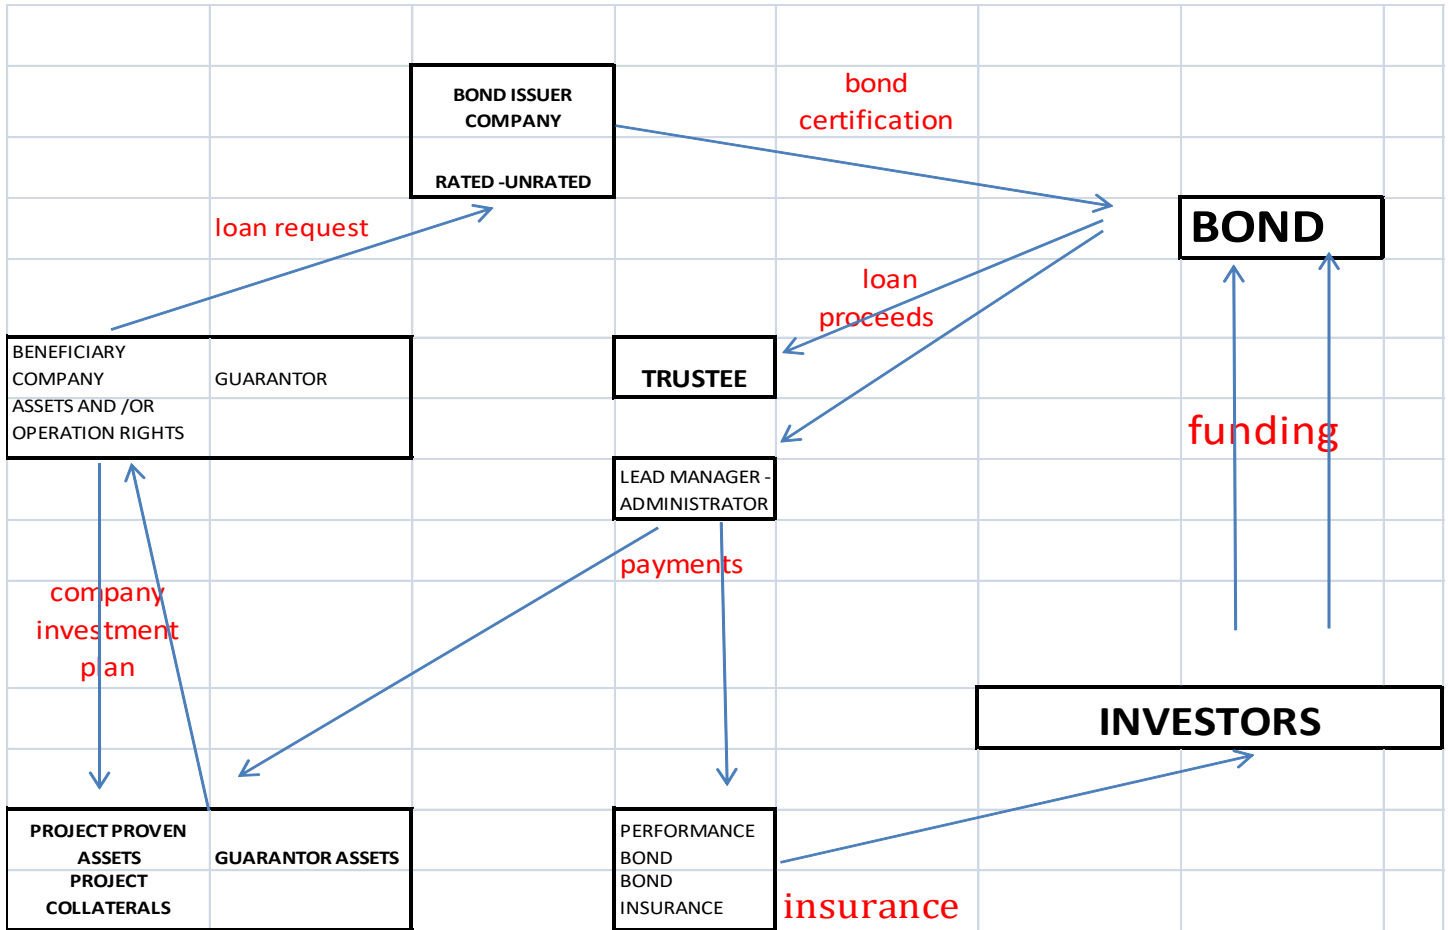 BOND ISSUER
COMPANY
RATED -UNRATED
bond
certification
loan request
BOND
loan
proceeds
BENEFICIARY
COMPANY
ASSETS AND /OR
OPERATION RIGHTS
GUARANTOR
TRUSTEE
funding
LEAD MANAGER -
ADMINISTRATOR
payments
company
investment
plan
INVESTORS
PROJECT PROVEN
ASSETS
PROJECT
COLLATERALS
GUARANTOR ASSETS
PERFORMANCE
BOND
BOND
INSURANCE
insurance